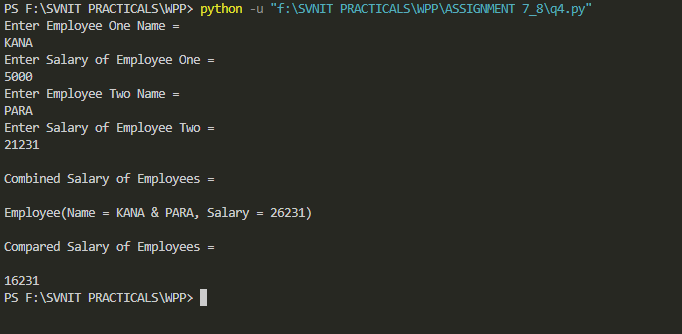 PS F:\SVNIT PRACTICALS\WPP> python -u "f:\SVNIT PRACTICALS\WPP\ASSIGNMENT 7_8\q4.py"
Enter Employee One Name =
KANA
Enter Salary of Employee One =
5000
Enter Employee Two Name =
PARA
Enter Salary of Employee Two =
21231
Combined Salary of Employees =
Employee(Name = KANA & PARA, Salary = 26231)
Compared Salary of Employees =
16231
PS F:\SVNIT PRACTICALS\WPP>